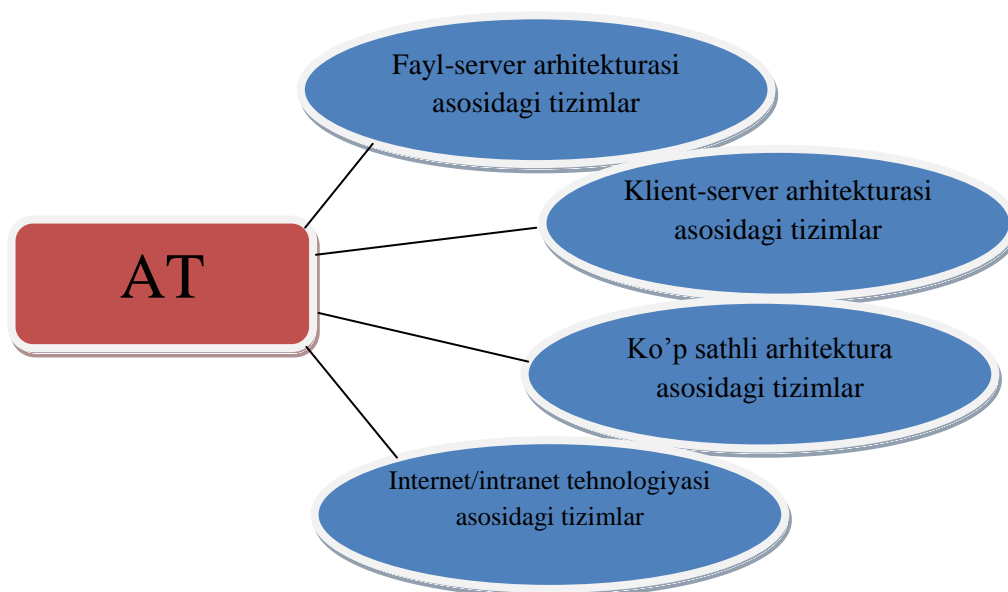 Fayl-server arhitekturasi
asosidagi tizimlar
Klient-server arhitekturasi
asosidagi tizimlar
AT
Ko’p sathli arhitektura
asosidagi tizimlar
Internet/intranet tehnologiyasi
asosidagi tizimlar